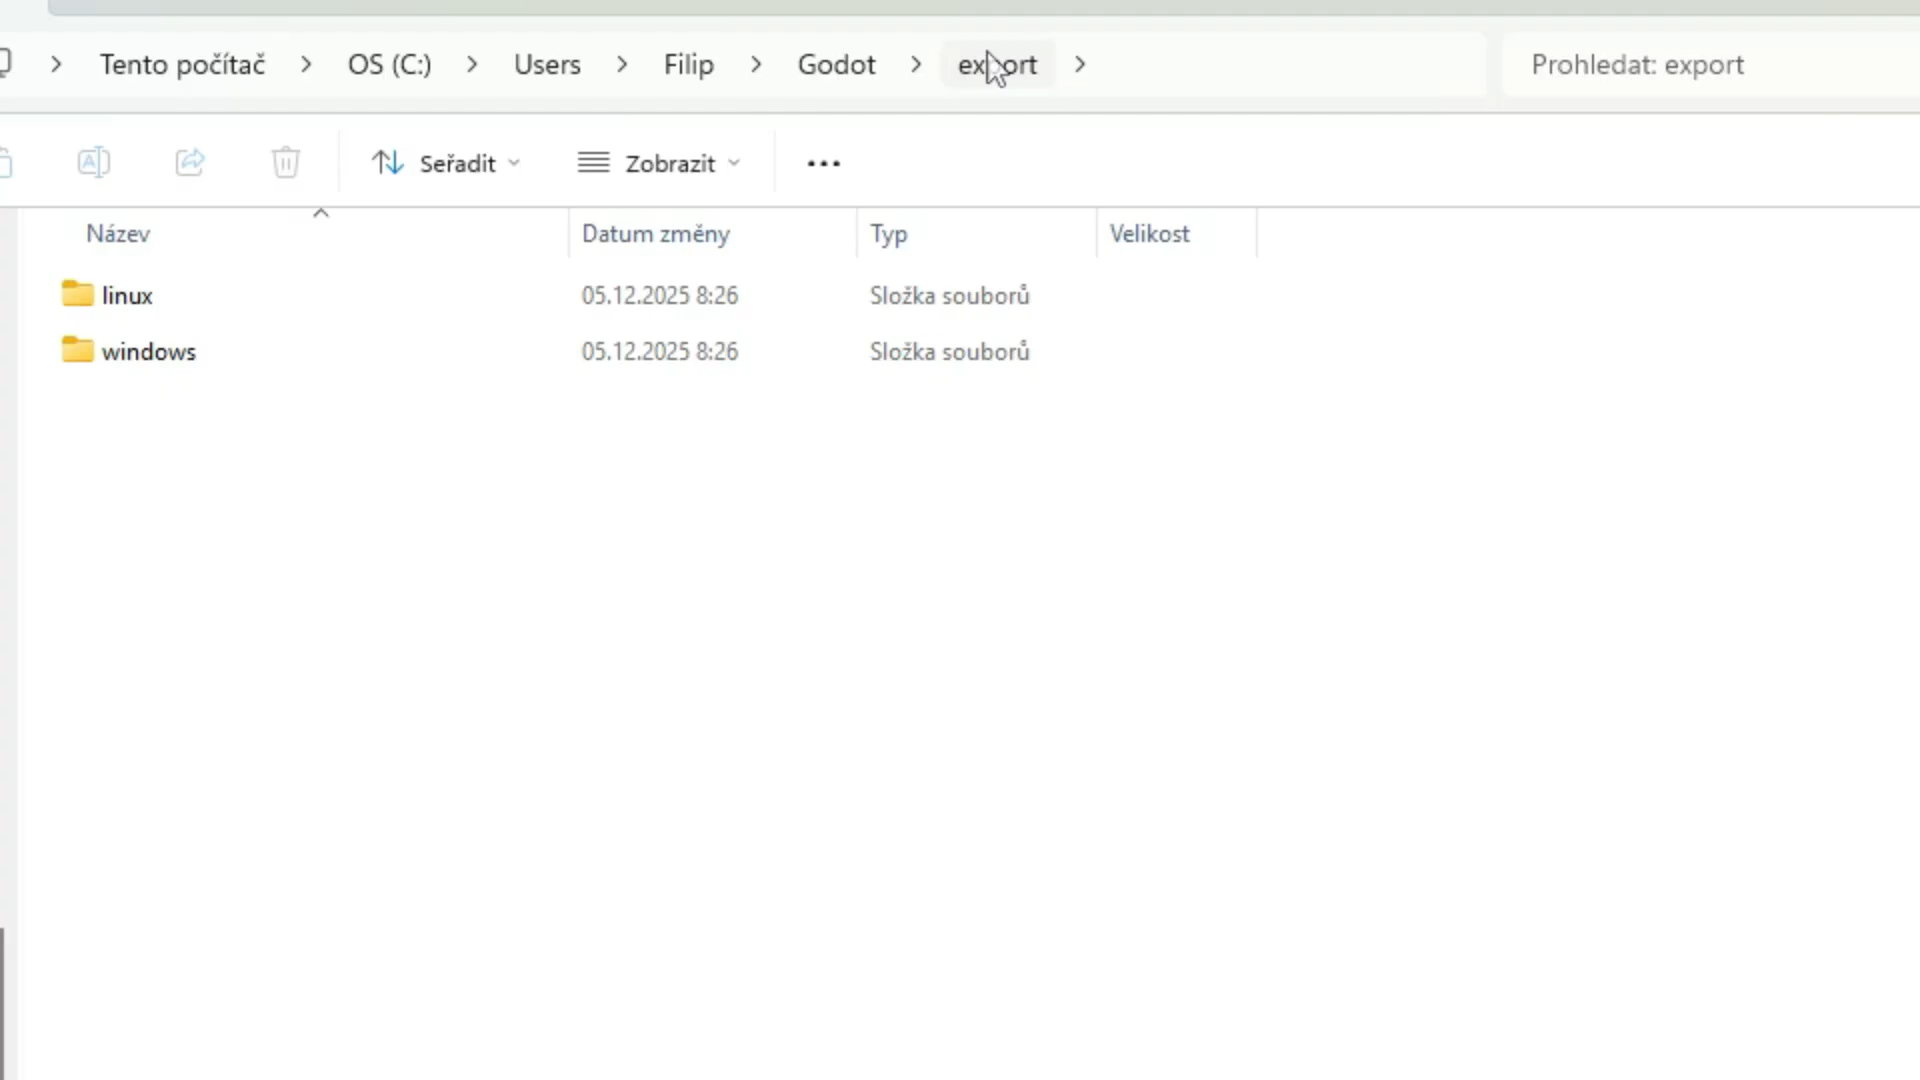 Tento počítač > OS (C:) > Users > Filip > Godot > export > Prohledat: export
Seřadit Zobrazit ...
Název Datum změny Typ Velikost
linux 05.12.2025 8:26 Složka souborů
windows 05.12.2025 8:26 Složka souborů